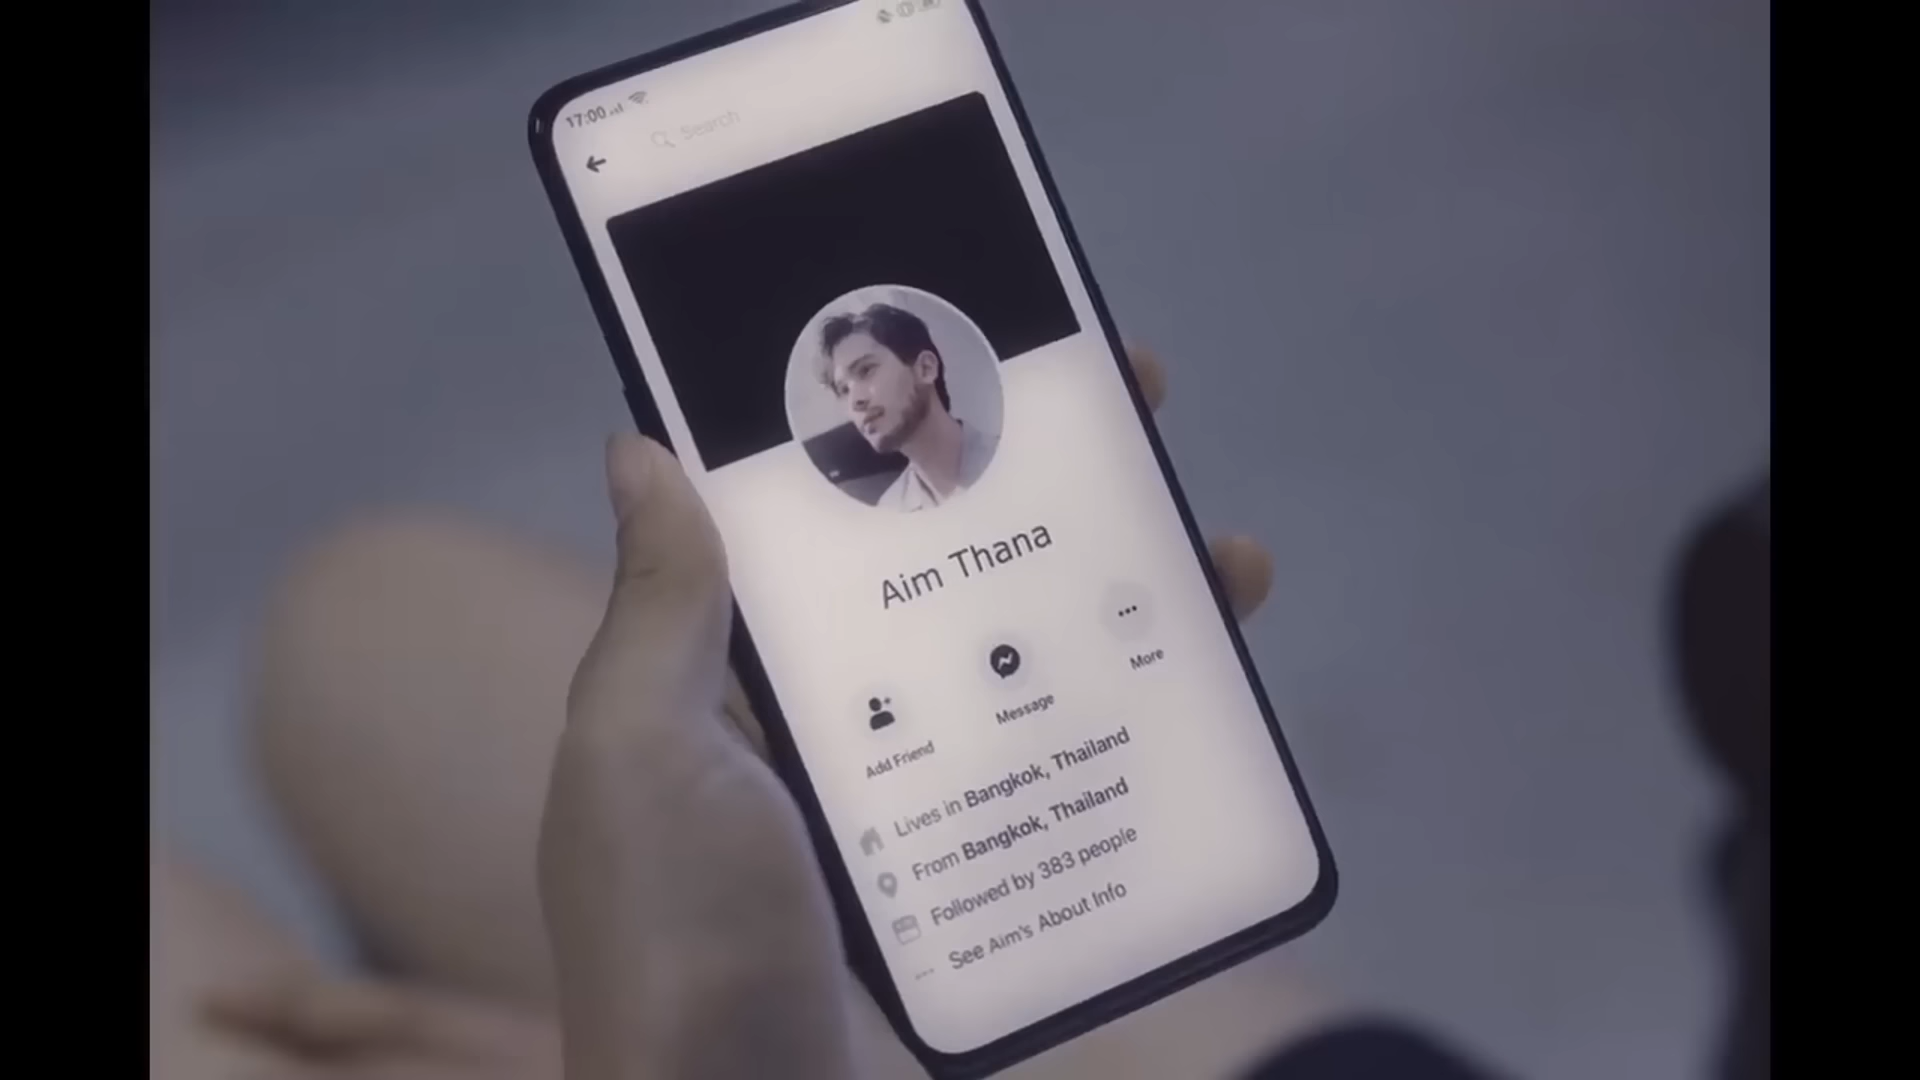 17:00
Search
Aim Thana
Add Friend
Message
More
Lives in Bangkok, Thailand
From Bangkok, Thailand
Followed by 383 people
See Aim's About Info